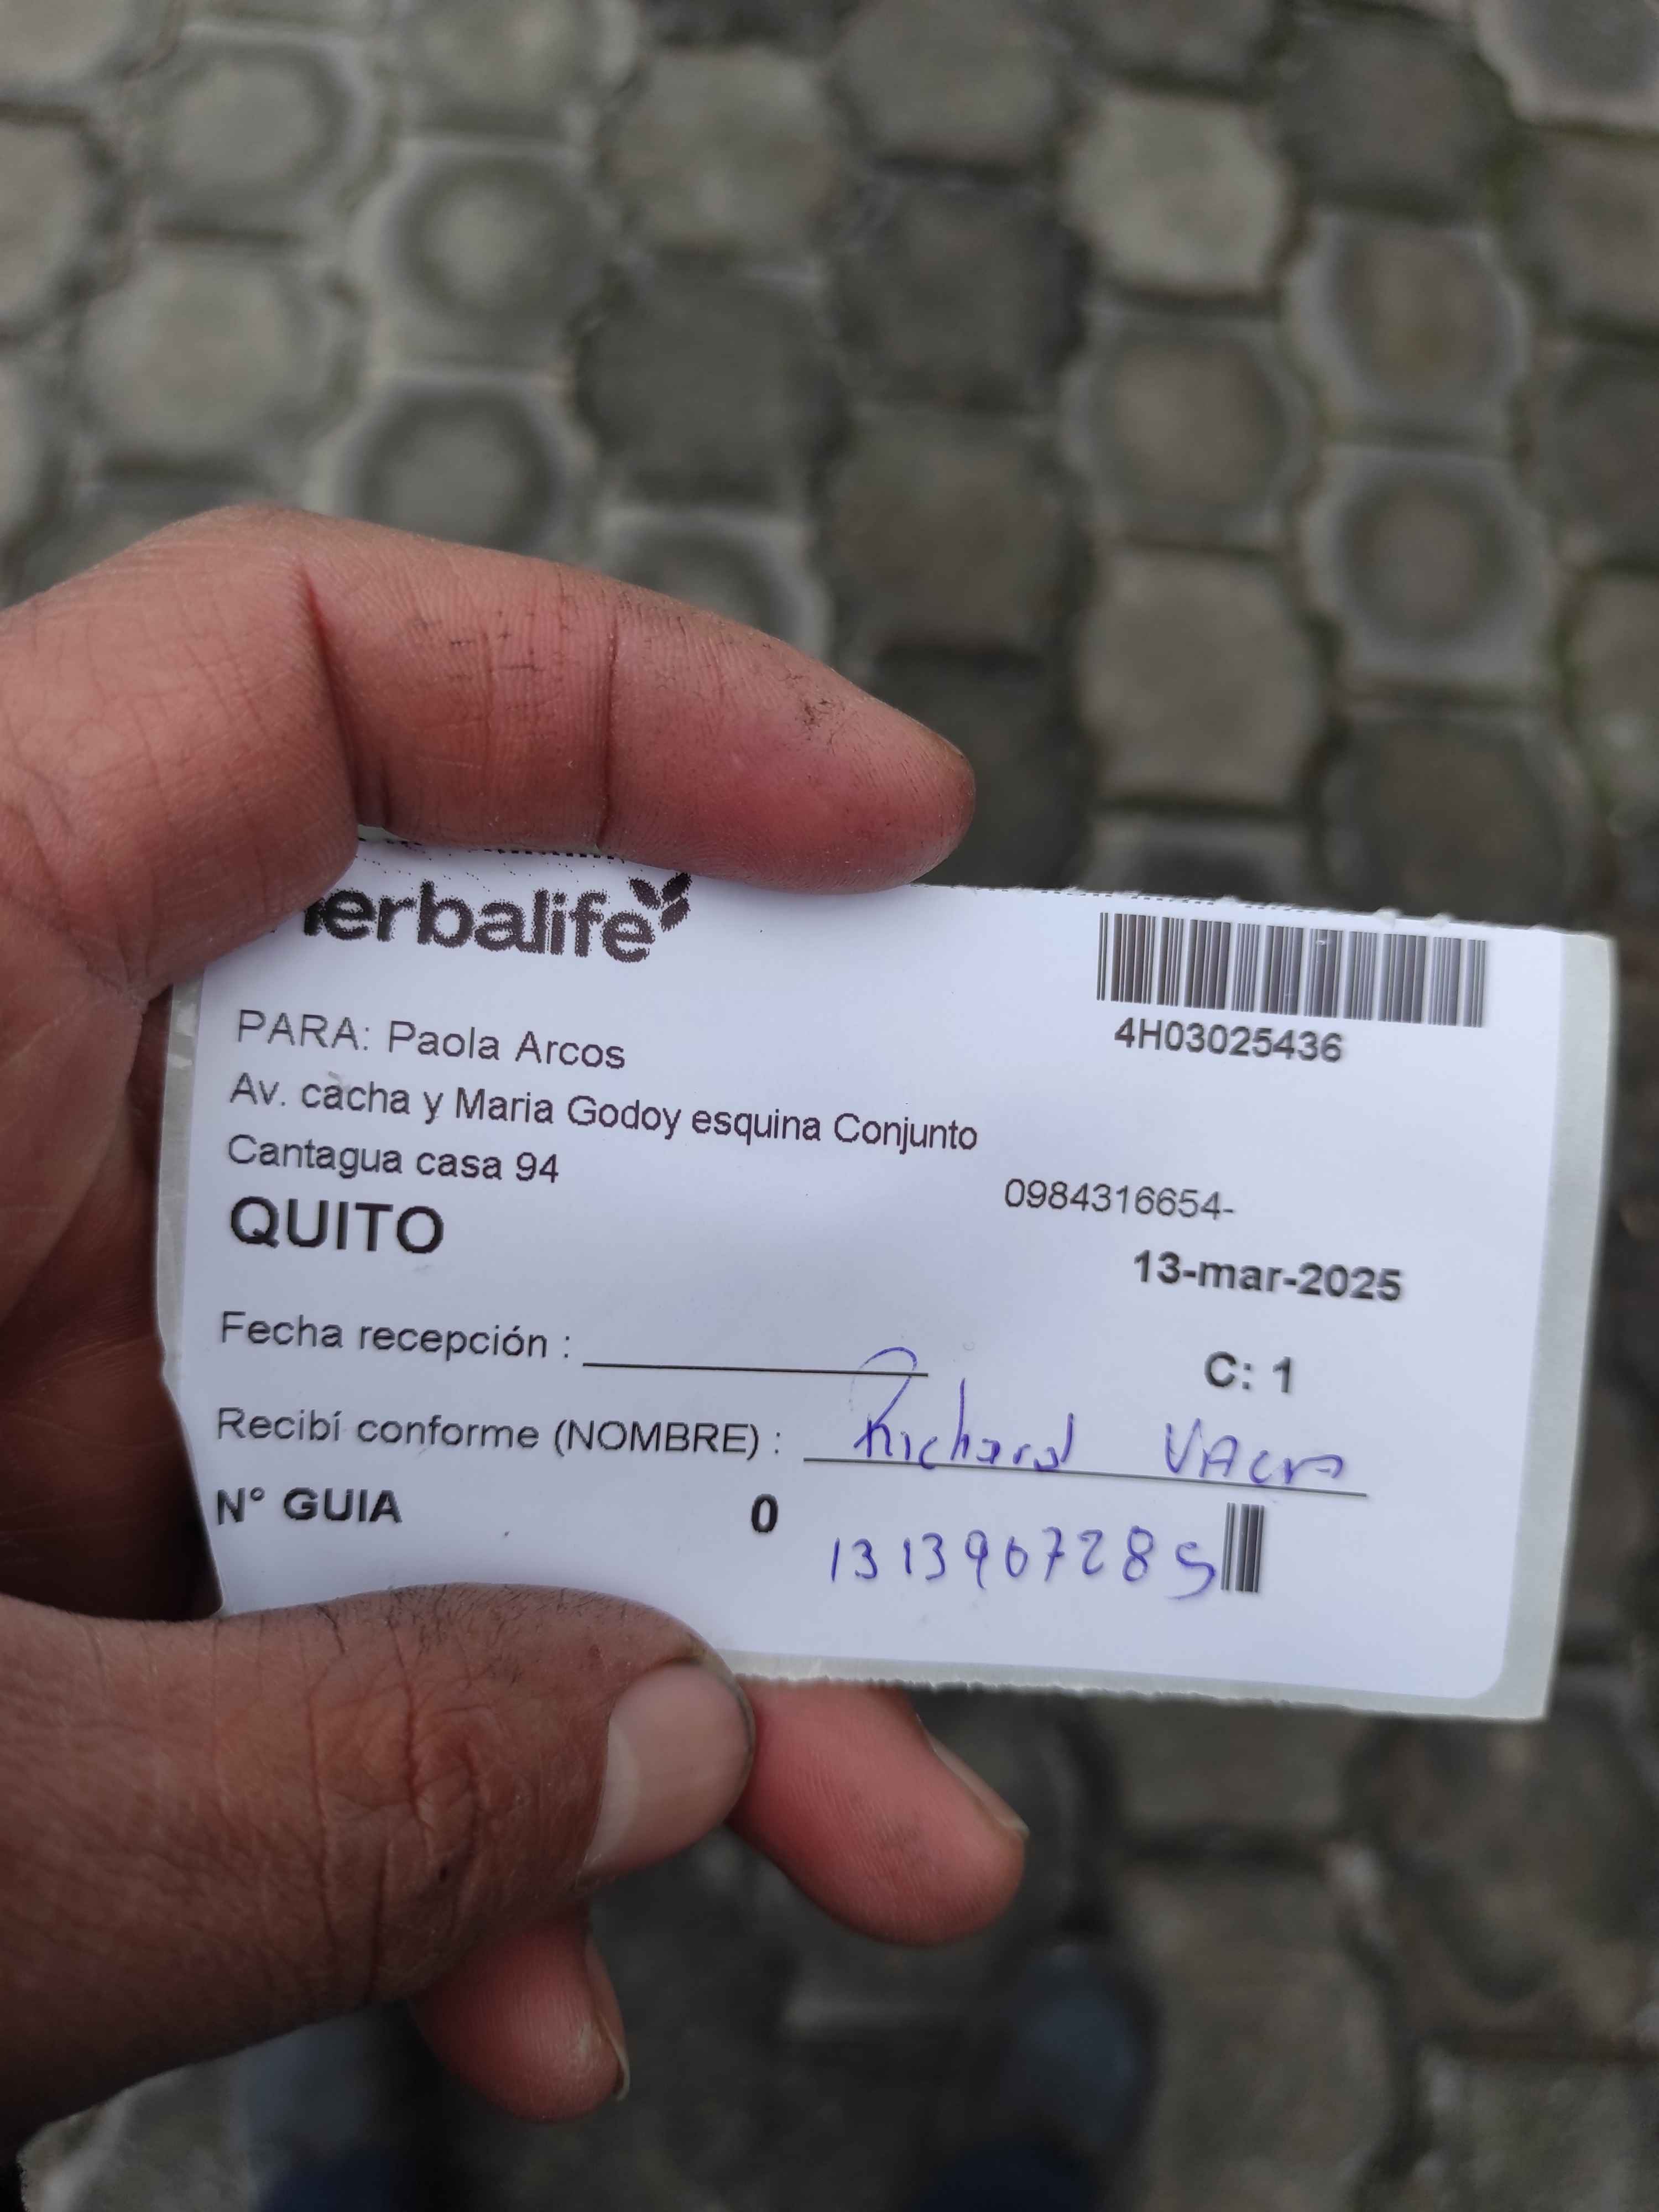 herbalife
4H03025436
PARA: Paola Arcos
Av. cacha y Maria Godoy esquina Conjunto
Cantagua casa 94
0984316654-
QUITO
13-mar-2025
Fecha recepción :
C: 1
Recibí conforme (NOMBRE) : Richard
N° GUIA 0
1313907285